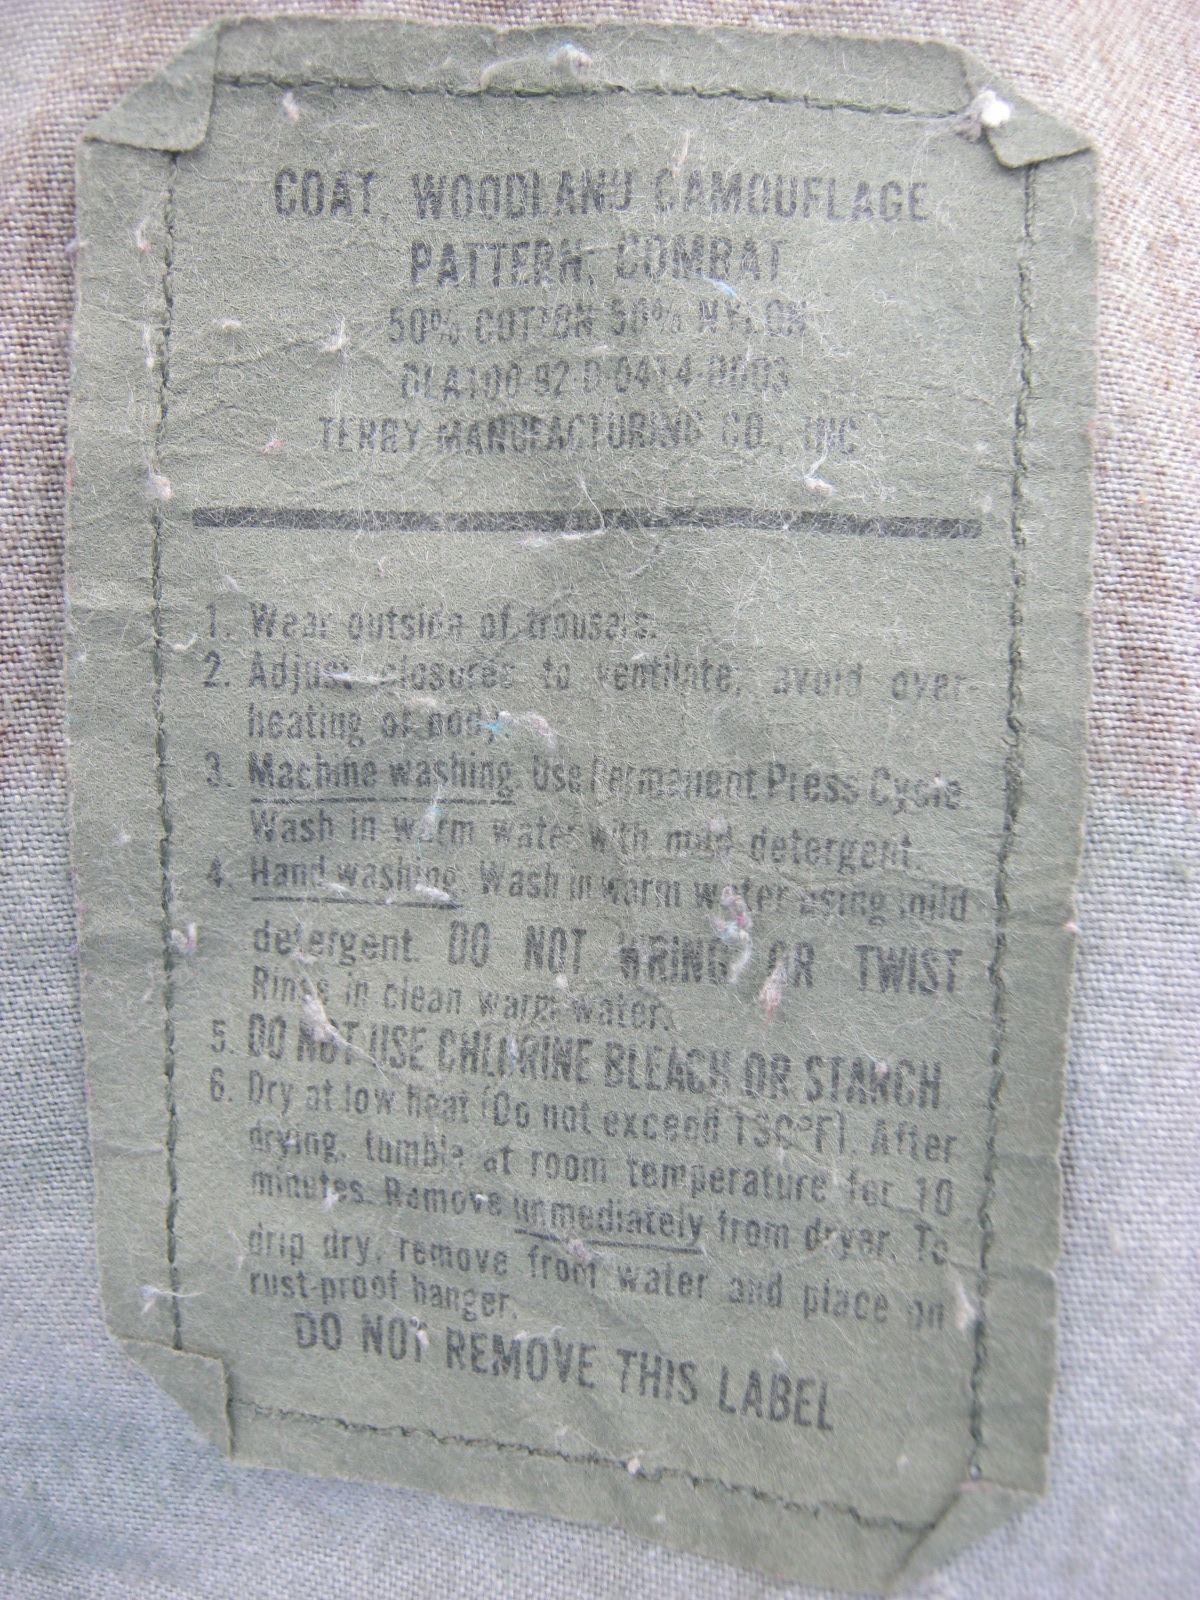 COAT, WOODLAND CAMOUFLAGE
PATTERN, COMBAT
50% COTTON 50% NYLON
DLA100-92-D-0414-0003
TERRY MANUFACTURING CO., INC
1. Wear outside of trousers.
2. Adjust closures to ventilate; avoid over-
heating of body.
3. Machine washing. Use Permanent Press Cycle.
Wash in warm water with mild detergent.
4. Hand washing. Wash in warm water using mild
detergent. DO NOT WRING OR TWIST
Rinse in clean warm water.
5. DO NOT USE CHLORINE BLEACH OR STARCH
6. Dry at low heat (Do not exceed After
drying, tumble at room temperature for 10
minutes. Remove immediately from dryer. To
drip dry, remove from water and place on
rust-proof hanger.
DO NOT REMOVE THIS LABEL